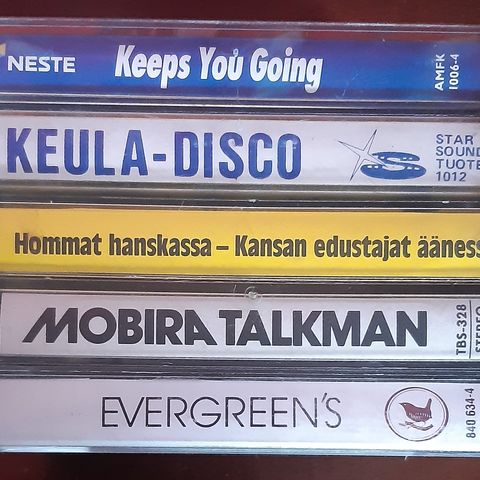 NESTE Keeps You Going AMFK 1006-4
KEULA-DISCO STAR SOUND TUOTE 1012
Hommat hanskassa – Kansan edustajat ääness
MOBIRA TALKMAN TBS-328 STEREO
EVERGREEN'S 840 634-4